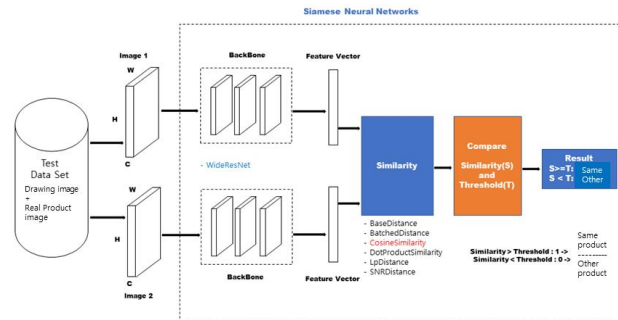 Siamese Neural Networks
Image 1
BackBone
Feature Vector
W
H
C
Test
Data Set
Drawing image
+
Real Product
image
- WideResNet
Similarity
Compare
Similarity(S)
and
Threshold(T)
Result
S>=T: Same
S < T: Other
W
H
C
Image 2
BackBone
Feature Vector
- BaseDistance
- BatchedDistance
- CosineSimilarity
- DotProductSimilarity
- LpDistance
- SNRDistance
Similarity > Threshold : 1 ->
Similarity < Threshold : 0 ->
Same
product
----------
Other
product